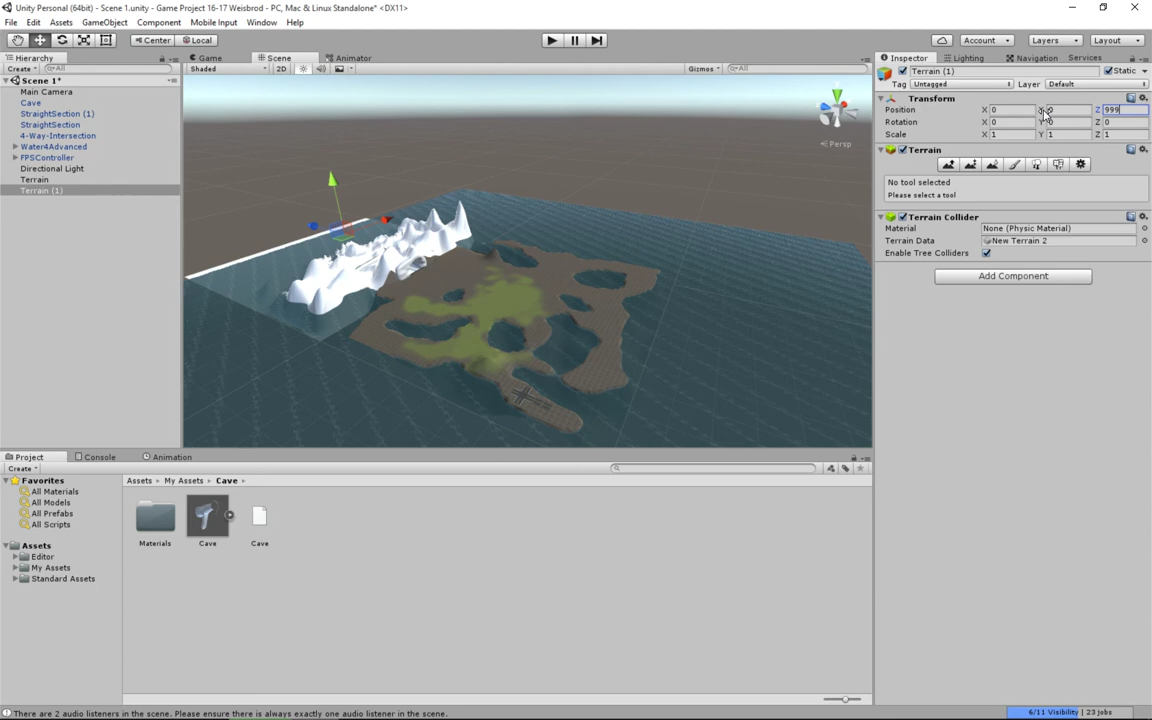 Unity Personal (64bit) - Scene 1.unity - Game Project 16-17 Weisbrod - PC, Mac & Linux Standalone* <DX11>
File Edit Assets GameObject Component Mobile Input Window Help
Center Local Account Layers Layout
Hierarchy
Create All
Scene 1*
Main Camera
Cave
StraightSection (1)
StraightSection
4-Way-Intersection
Water4Advanced
FPSController
Directional Light
Terrain
Terrain (1)
Game Scene Animator
Shaded 2D Gizmos All
Persp
Inspector Lighting Navigation Services
Terrain (1) Static
Tag Untagged Layer Default
Transform
Position X 0 0 Z 999
Rotation X 0 Y 0 Z 0
Scale X 1 Y 1 Z 1
Terrain
No tool selected
Please select a tool
Terrain Collider
Material None (Physic Material)
Terrain Data New Terrain 2
Enable Tree Colliders
Add Component
Project Console Animation
Create
Favorites
All Materials
All Models
All Prefabs
All Scripts
Assets
Editor
My Assets
Standard Assets
Assets My Assets Cave
Materials Cave Cave
There are 2 audio listeners in the scene. Please ensure there is always exactly one audio listener in the scene.
6/11 Visibility | 23 jobs